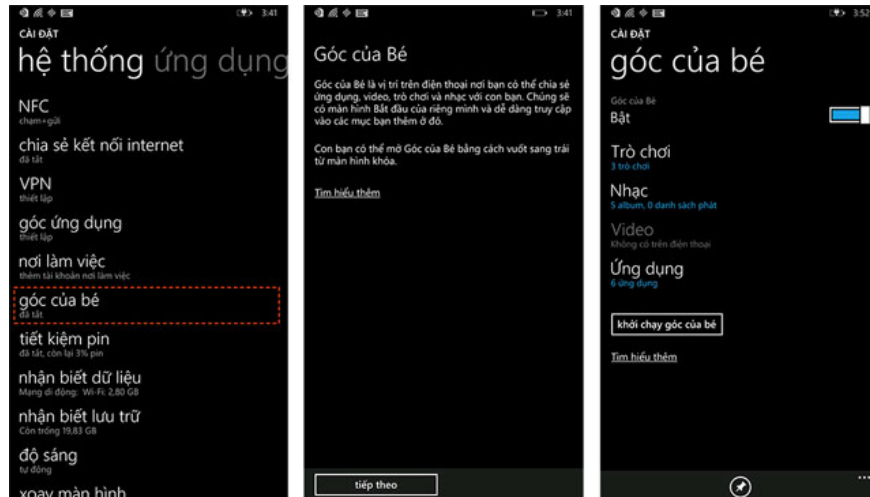 3:41
CÀI ĐẶT
hệ thống ứng dụng
NFC
chạm+gửi
chia sẻ kết nối internet
đã tắt
VPN
thiết lập
góc ứng dụng
thiết lập
nơi làm việc
thêm tài khoản nơi làm việc
góc của bé
đã tắt
tiết kiệm pin
đã tắt, còn lại 3% pin
nhận biết dữ liệu
Mạng di động: Wi-Fi: 2,80 GB
nhận biết lưu trữ
Còn trống 19,83 GB
độ sáng
tự động
xoay màn hình
3:41
Góc của Bé
Góc của Bé là vị trí trên điện thoại nơi bạn có thể chia sẻ
ứng dụng, video, trò chơi và nhạc với con bạn. Chúng sẽ
có màn hình Bắt đầu của riêng mình và dễ dàng truy cập
vào các mục bạn thêm ở đó.
Con bạn có thể mở Góc của Bé bằng cách vuốt sang trái
từ màn hình khóa.
Tìm hiểu thêm
tiếp theo
3:52
CÀI ĐẶT
góc của bé
Góc của Bé
Bật
Trò chơi
3 trò chơi
Nhạc
5 album, 0 danh sách phát
Video
Không có trên điện thoại
Ứng dụng
6 ứng dụng
khởi chạy góc của bé
Tìm hiểu thêm